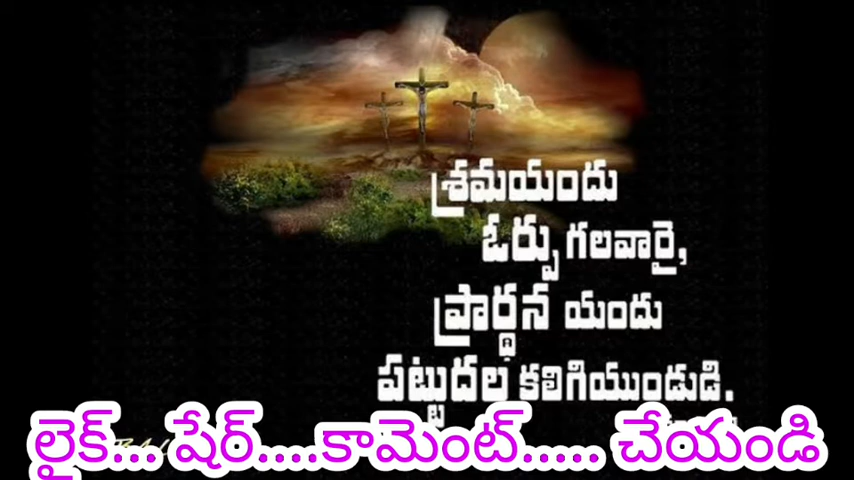 శ్రమయందు
ఓర్పు గలవారై,
ప్రార్థన యందు
పట్టుదల కలిగియుండుడి.
లైక్... షేర్....కామెంట్..... చేయండి